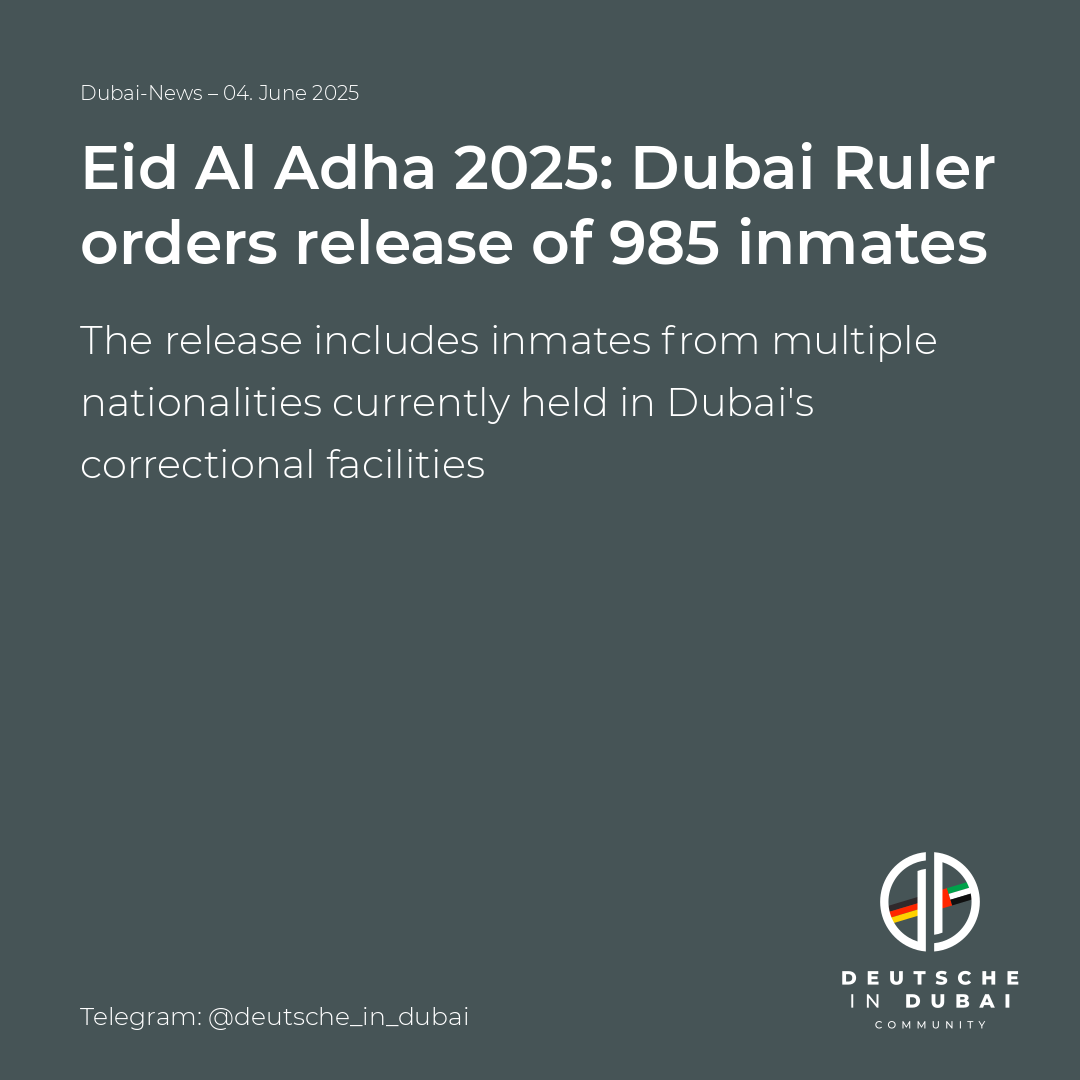 Dubai-News – 04. June 2025
Eid Al Adha 2025: Dubai Ruler
orders release of 985 inmates
The release includes inmates from multiple
nationalities currently held in Dubai's
correctional facilities
DEUTSCHE
IN DUBAI
COMMUNITY
Telegram: @deutsche_in_dubai